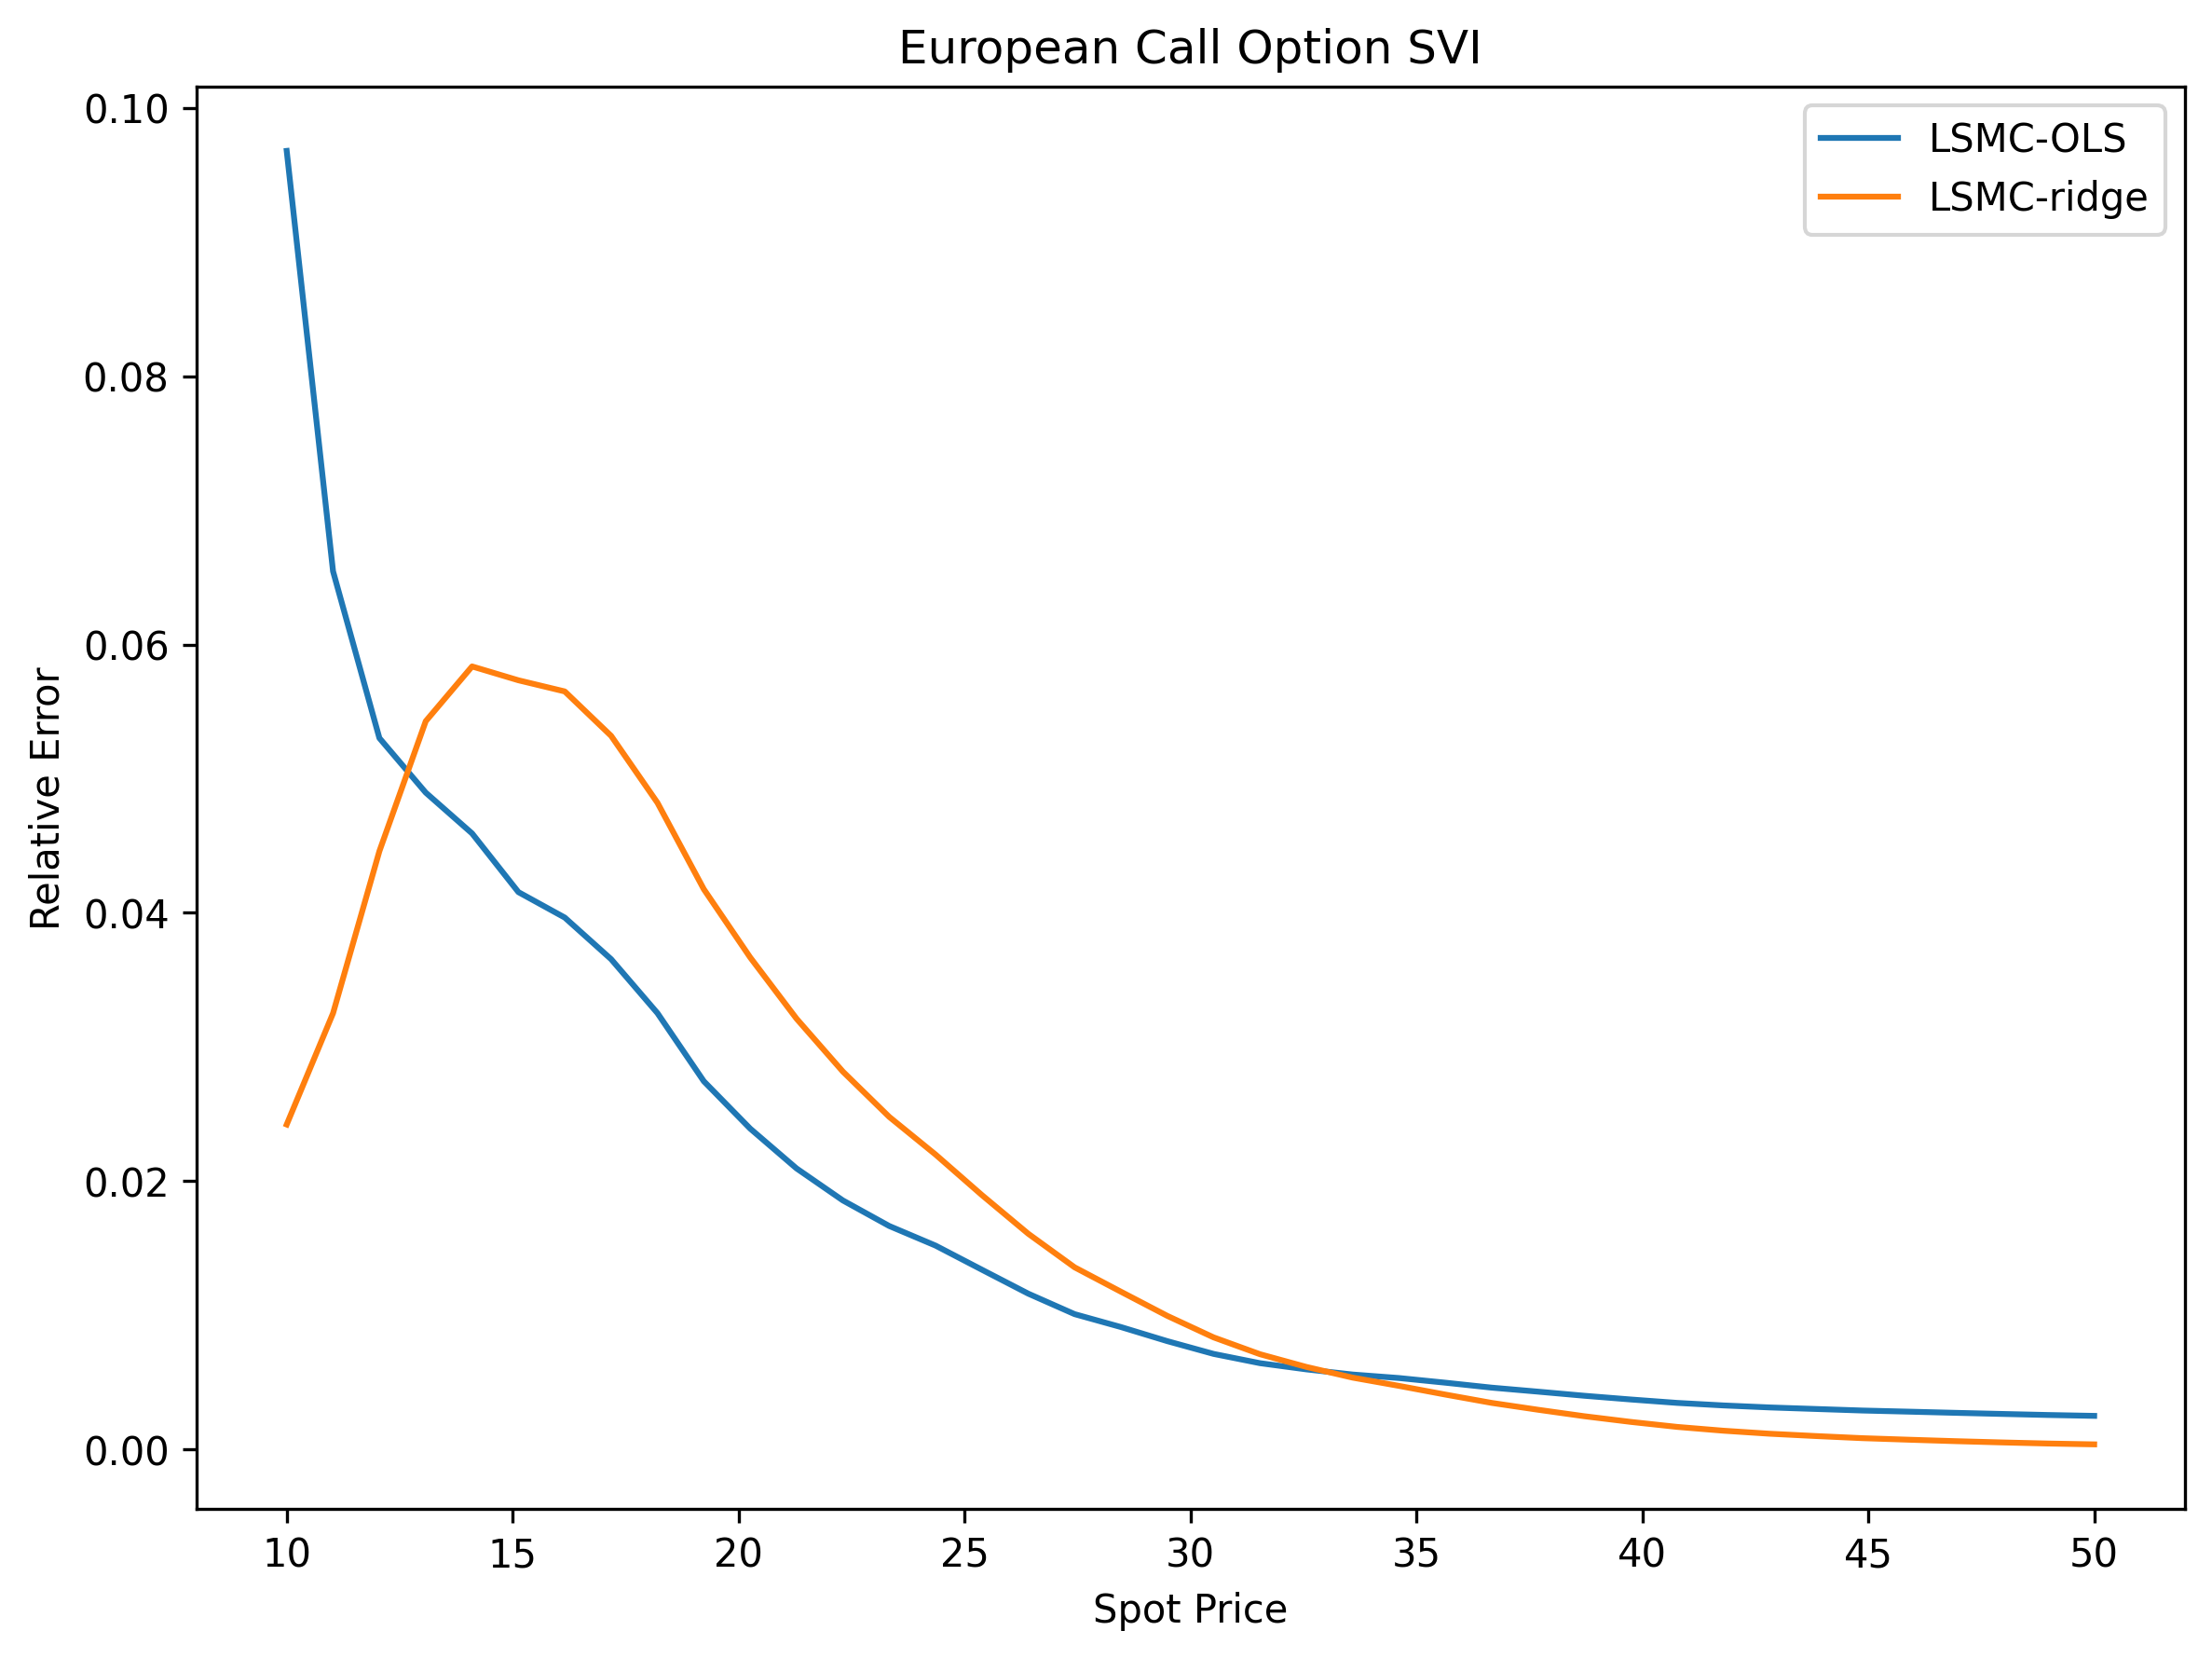 European Call Option SVI
LSMC-OLS
LSMC-ridge
Relative Error
0.10
0.08
0.06
0.04
0.02
0.00
10 15 20 25 30 35 40 45 50
Spot Price